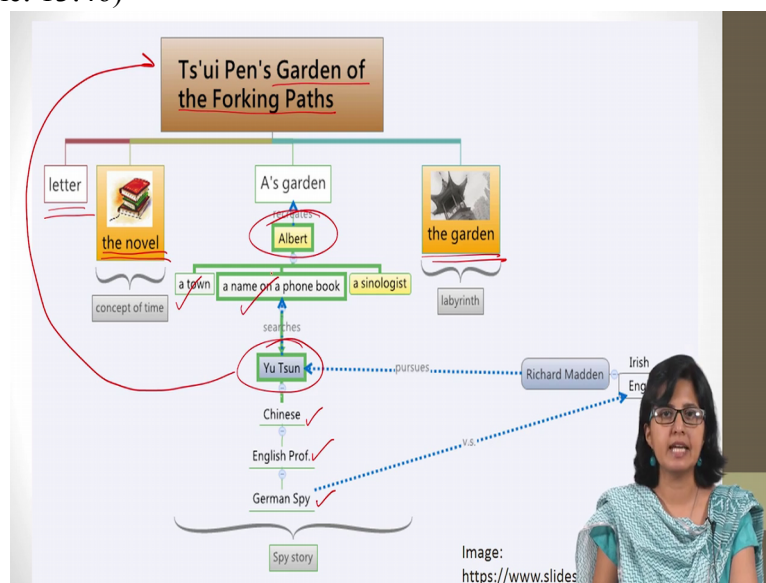 Ts'ui Pen's Garden of
the Forking Paths
letter
the novel
A's garden
the garden
recreates
Albert
a town
a name on a phone book
a sinologist
concept of time
labyrinth
searches
Yu Tsun
pursues
Richard Madden
Irish
Chinese
English Prof.
v.s.
German Spy
Spy story
Image:
https://www.slides